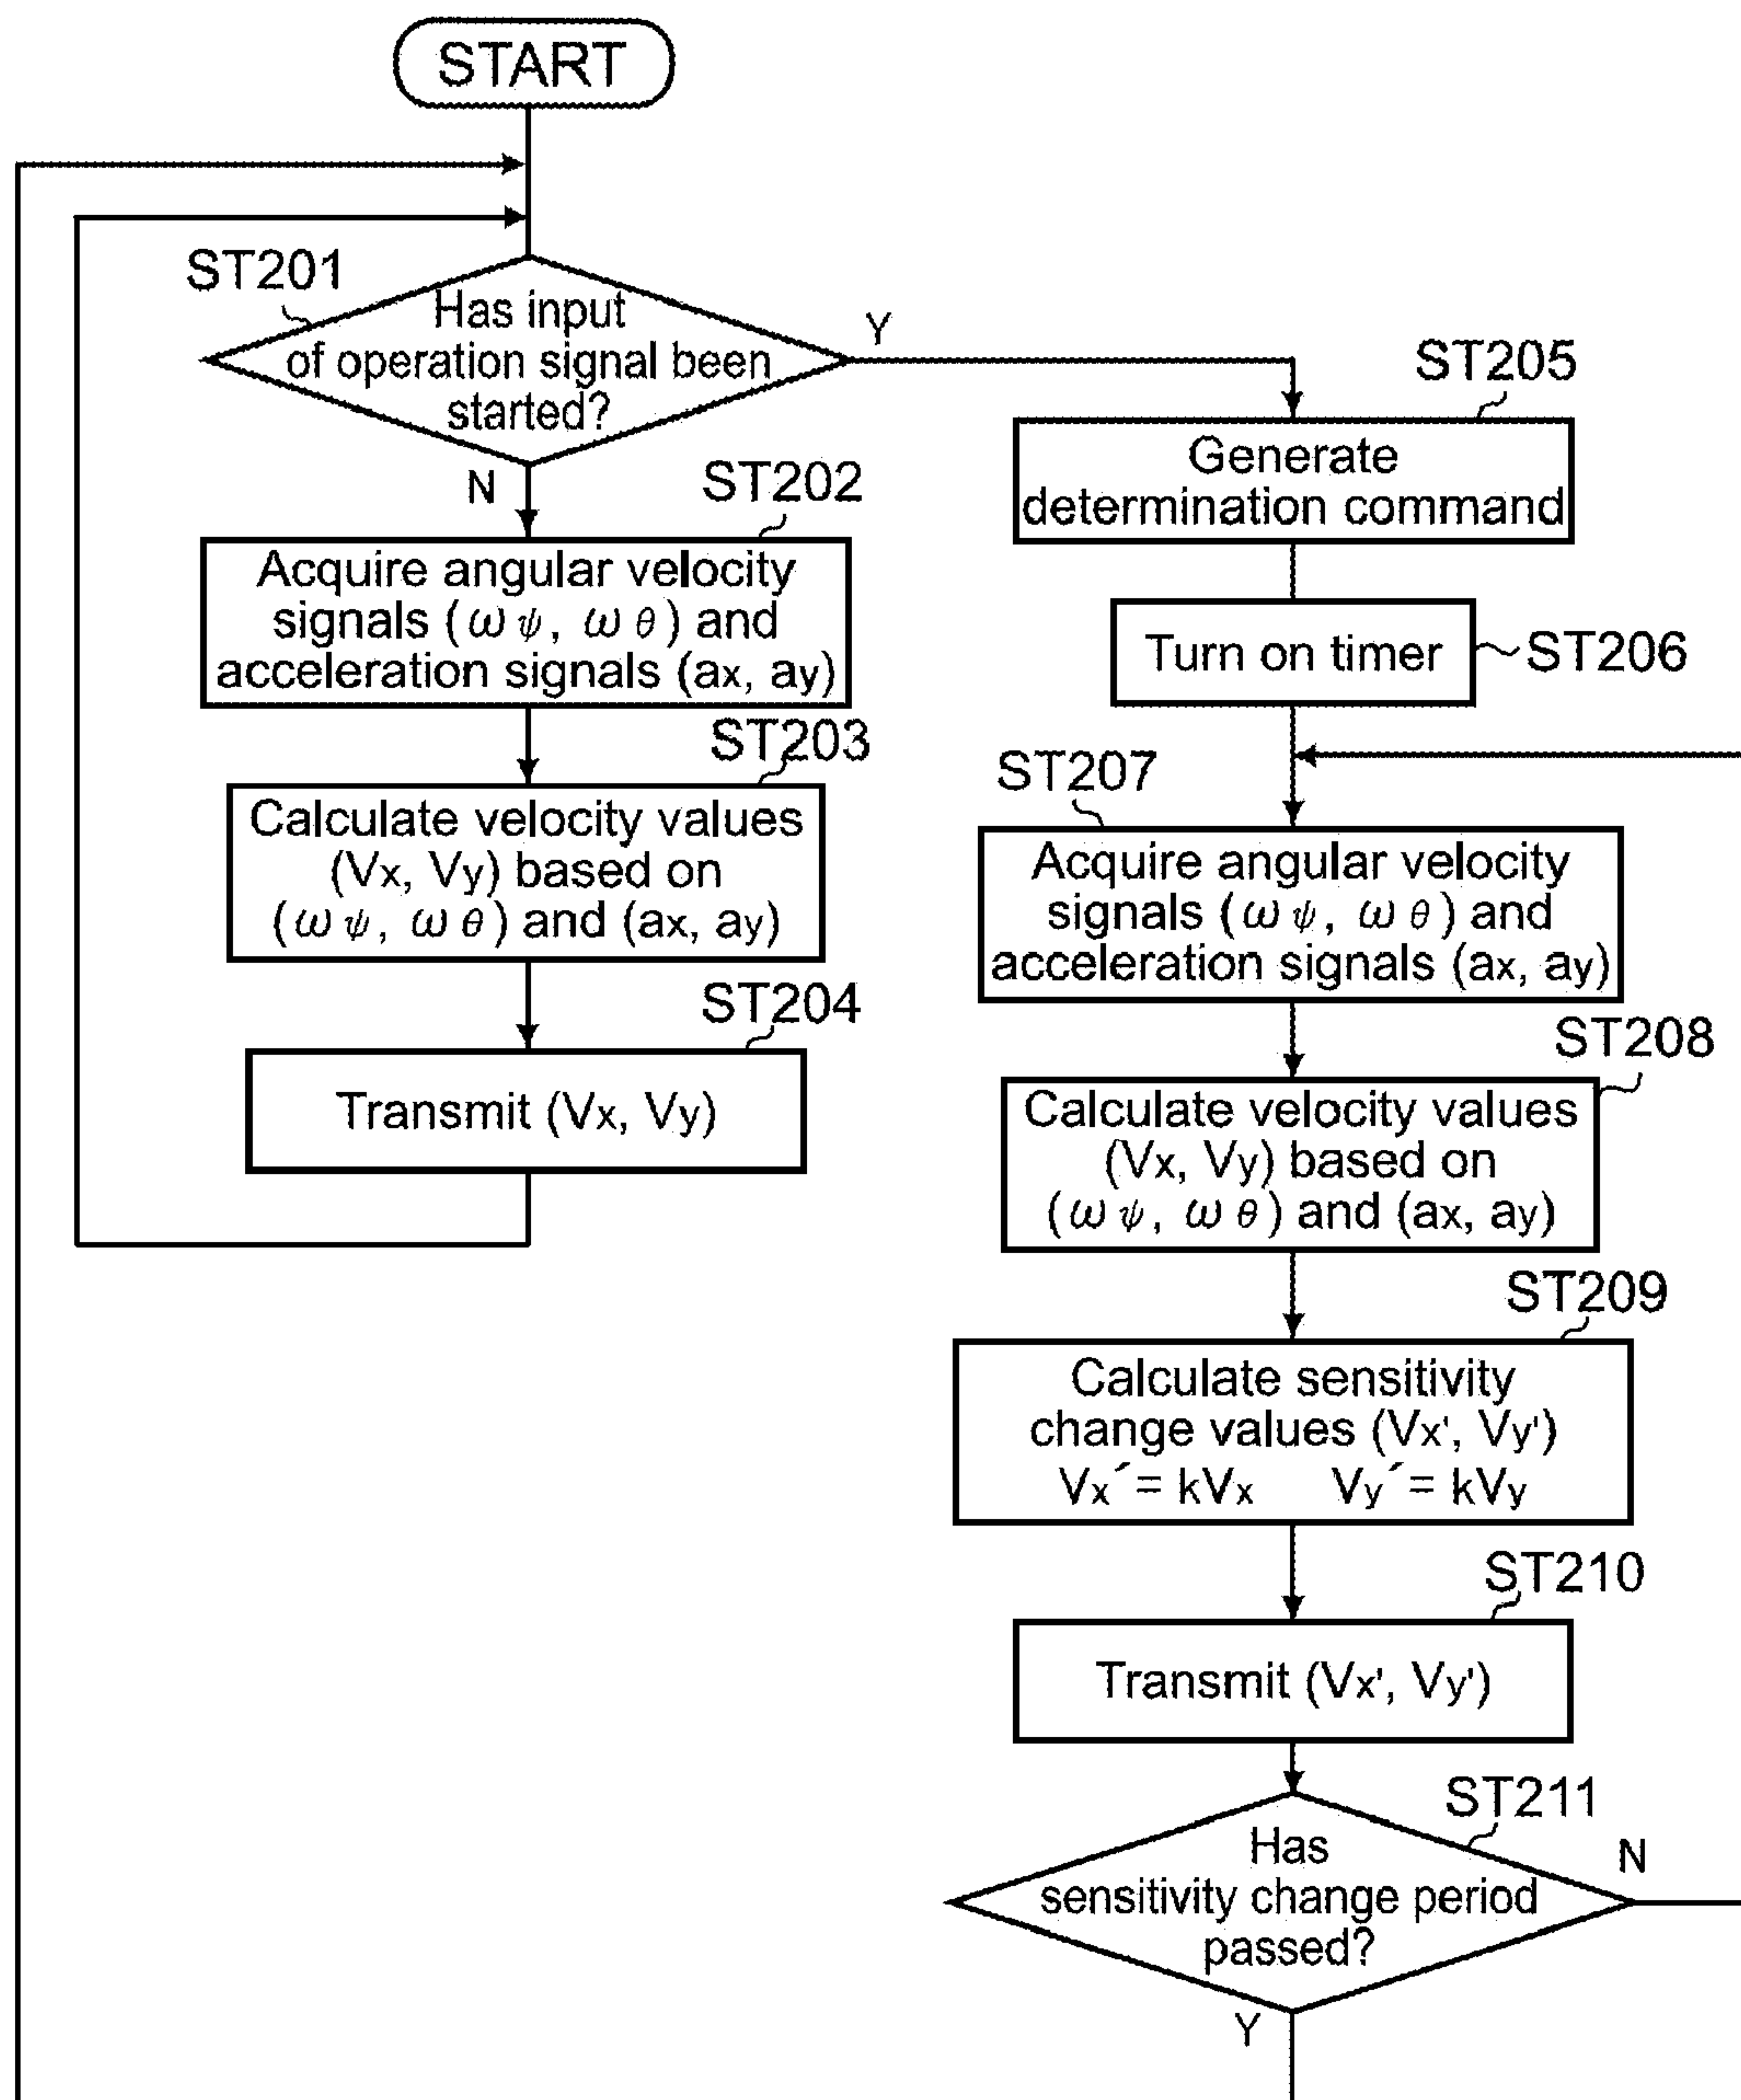 START
ST201
Has input
of operation signal been
started?
Y
N
ST202
Acquire angular velocity
signals (ωψ, ωθ) and
acceleration signals (ax, ay)
ST203
Calculate velocity values
(Vx, Vy) based on
(ωψ, ωθ) and (ax, ay)
ST204
Transmit (Vx, Vy)
ST205
Generate
determination command
Turn on timer
ST206
ST207
Acquire angular velocity
signals (ωψ, ωθ) and
acceleration signals (ax, ay)
ST208
Calculate velocity values
(Vx, Vy) based on
(ωψ, ωθ) and (ax, ay)
ST209
Calculate sensitivity
change values (Vx', Vy')
Vx´= kVx Vy´= kVy
ST210
Transmit (Vx', Vy')
ST211
Has
sensitivity change period
passed?
N
Y